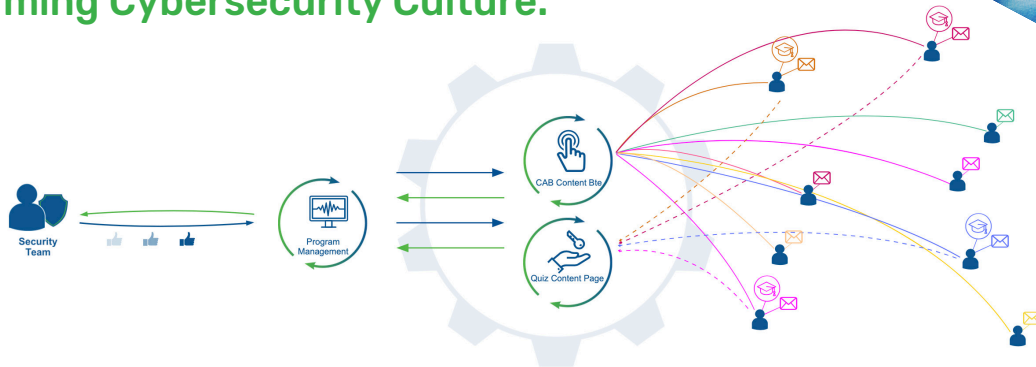 ming Cybersecurity Culture.
CAB Content Bte
Security
Team
Program
Management
Quiz Content Page